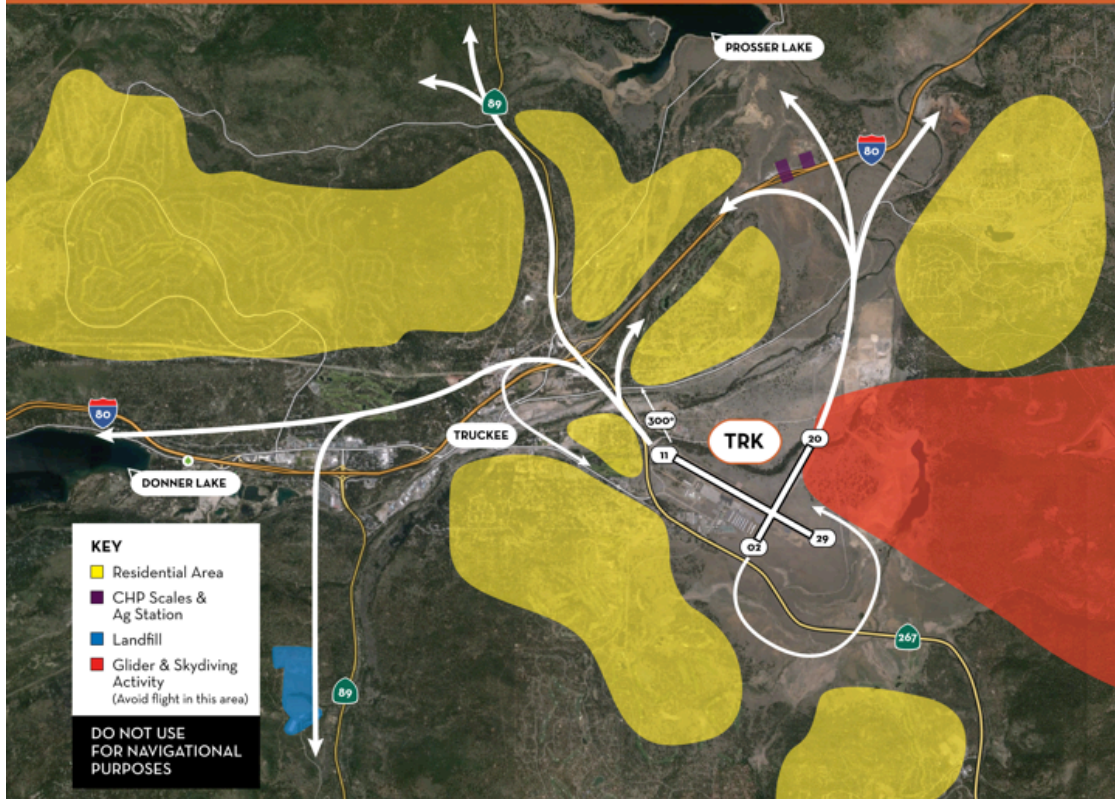 PROSSER LAKE
89
80
80
300°
TRUCKEE
TRK
20
11
DONNER LAKE
29
02
267
89
KEY
Residential Area
CHP Scales &
Ag Station
Landfill
Glider & Skydiving
Activity
(Avoid flight in this area)
DO NOT USE
FOR NAVIGATIONAL
PURPOSES